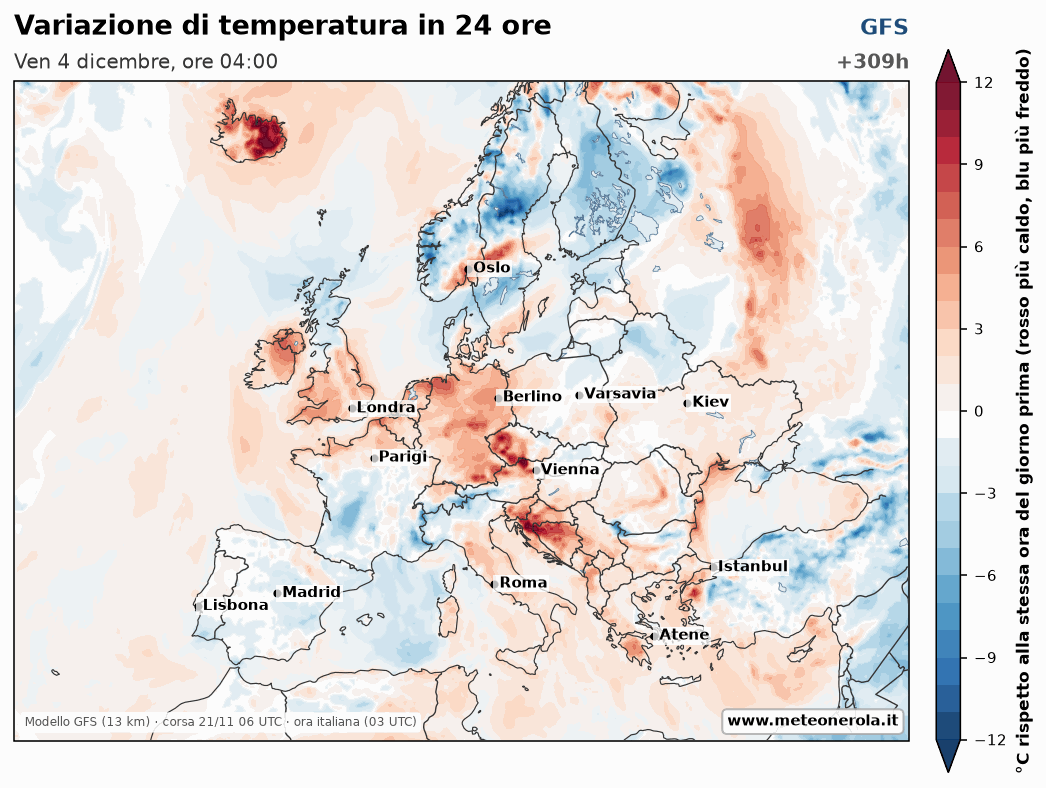 Variazione di temperatura in 24 ore
GFS
Ven 4 dicembre, ore 04:00
+309h
Oslo
Londra
Berlino
Varsavia
Kiev
Parigi
Vienna
Istanbul
Roma
Madrid
Lisbona
Atene
Modello GFS (13 km) · corsa 21/11 06 UTC · ora italiana (03 UTC)
www.meteonerola.it
12
9
6
3
0
−3
−6
−9
−12
°C rispetto alla stessa ora del giorno prima (rosso più caldo, blu più freddo)